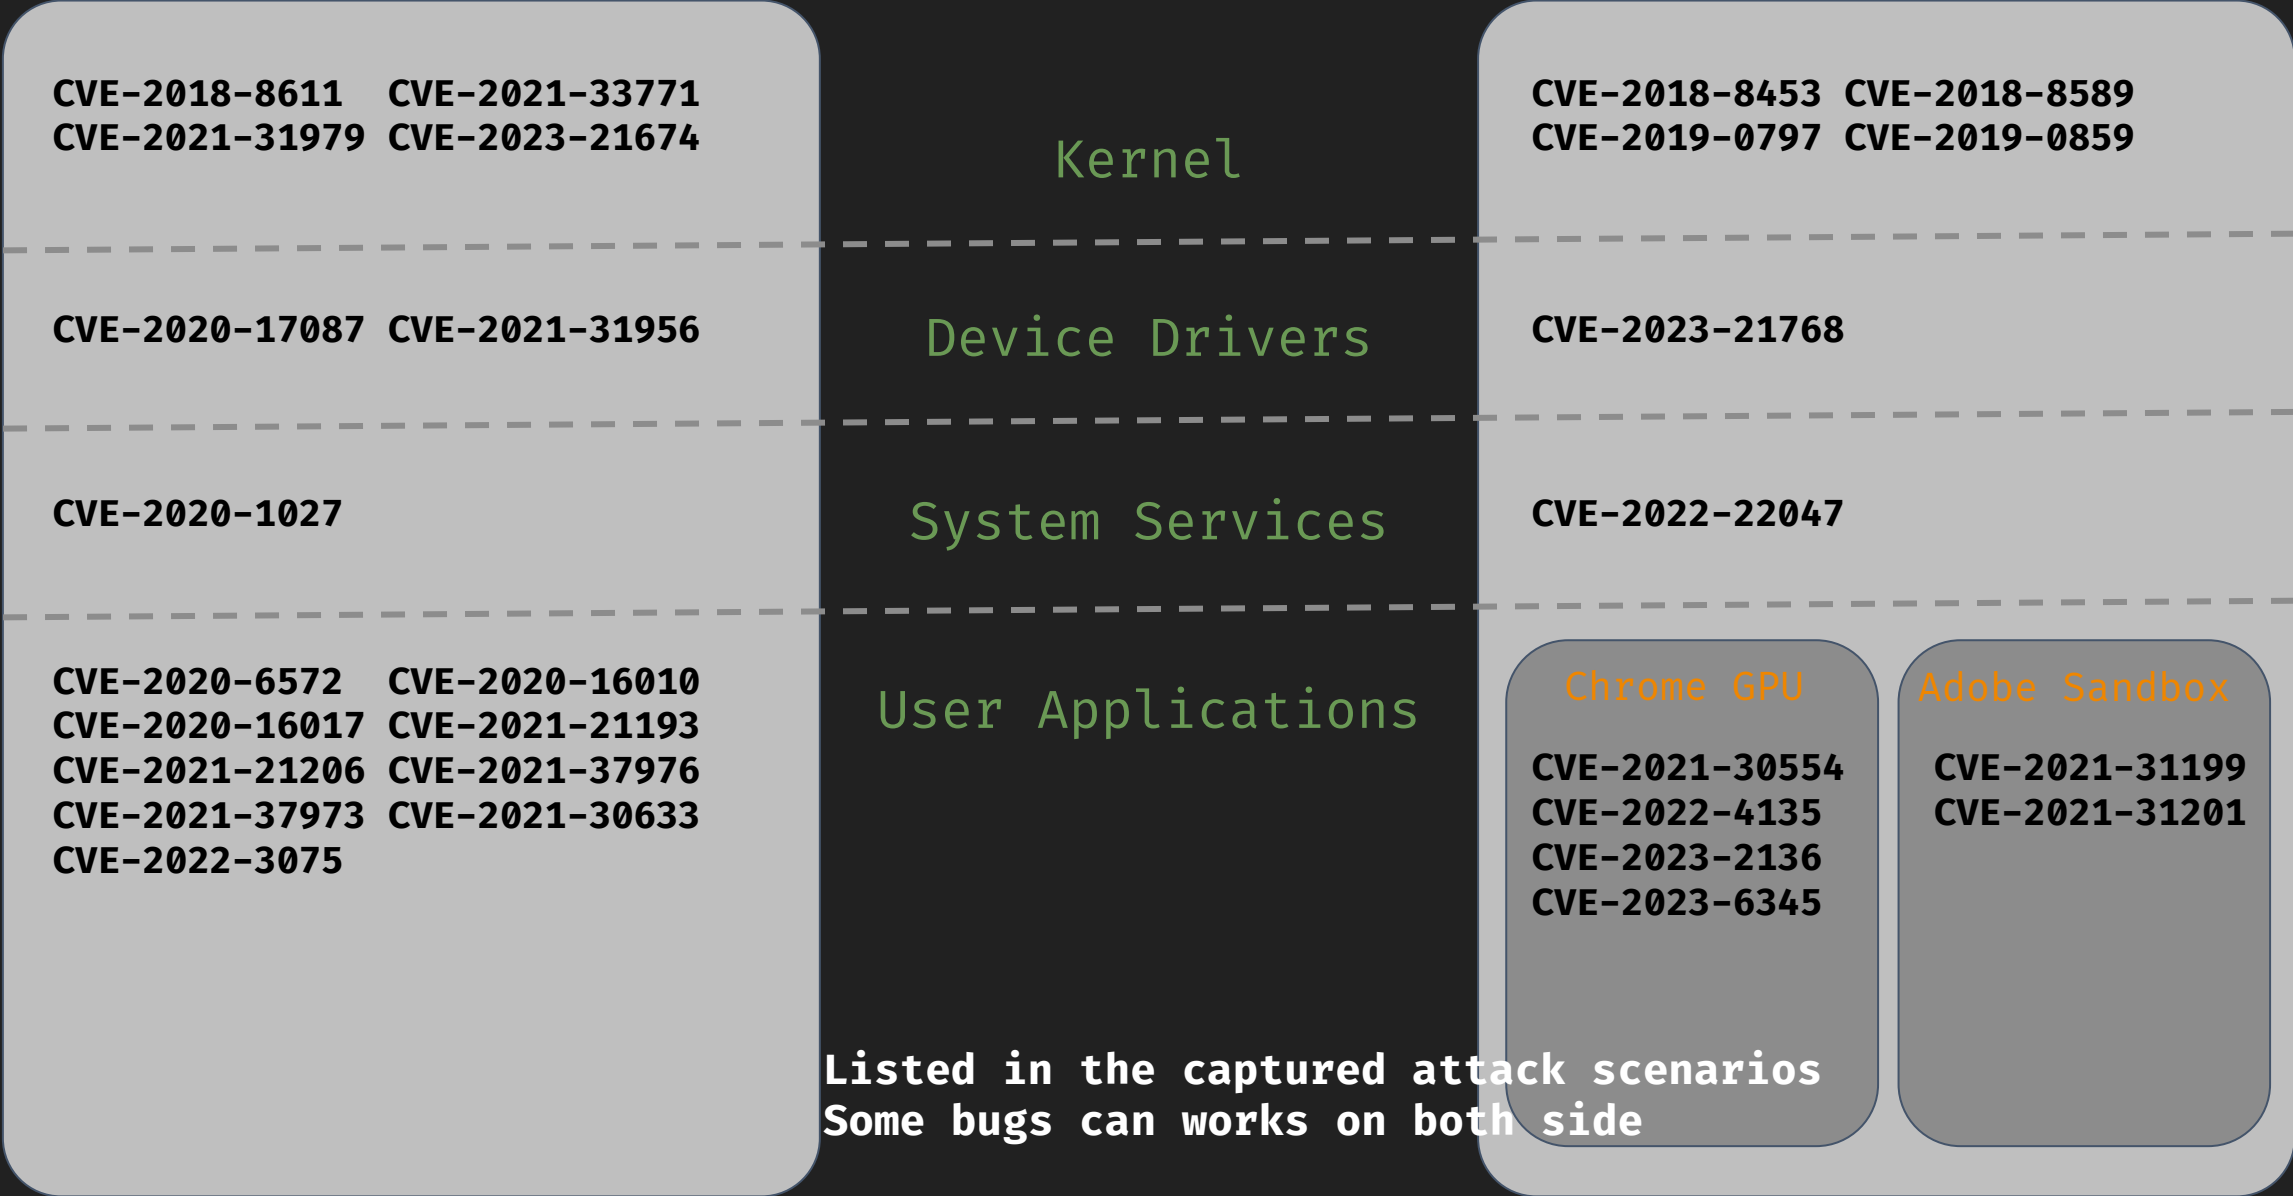 CVE-2018-8611 CVE-2021-33771
CVE-2021-31979 CVE-2023-21674
Kernel
CVE-2018-8453 CVE-2018-8589
CVE-2019-0797 CVE-2019-0859
CVE-2020-17087 CVE-2021-31956
Device Drivers
CVE-2023-21768
CVE-2020-1027
System Services
CVE-2022-22047
CVE-2020-6572 CVE-2020-16010
CVE-2020-16017 CVE-2021-21193
CVE-2021-21206 CVE-2021-37976
CVE-2021-37973 CVE-2021-30633
CVE-2022-3075
User Applications
Chrome GPU
CVE-2021-30554
CVE-2022-4135
CVE-2023-2136
CVE-2023-6345
Adobe Sandbox
CVE-2021-31199
CVE-2021-31201
Listed in the captured attack scenarios
Some bugs can works on both side